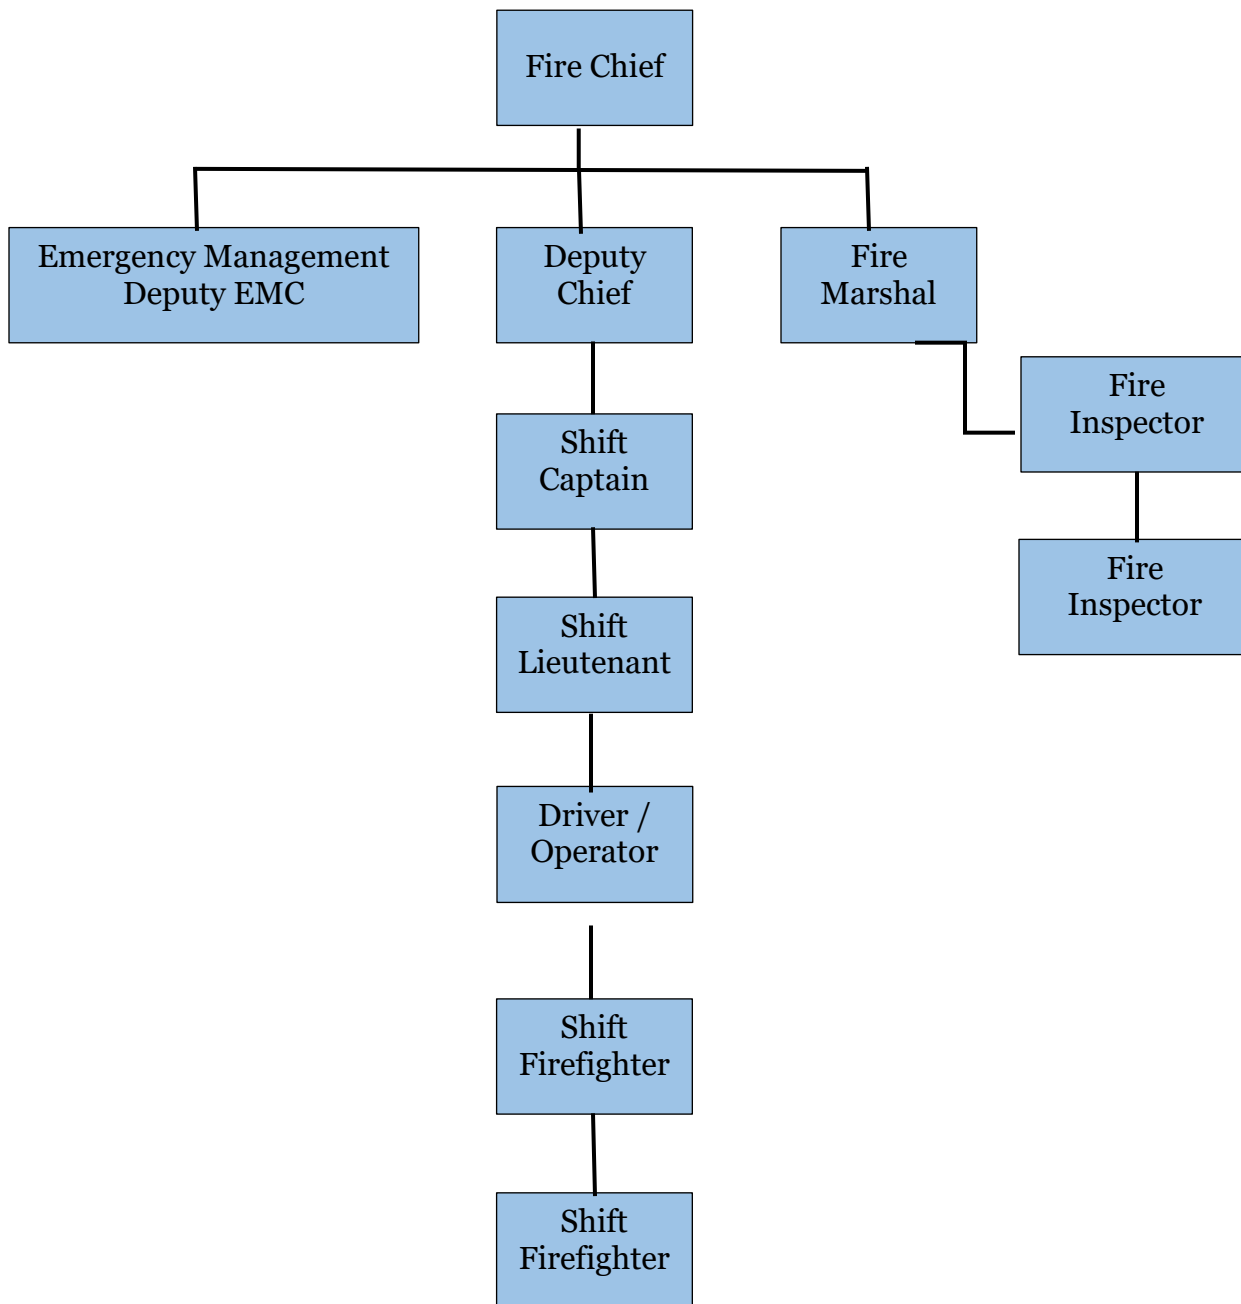 Fire Chief
Emergency Management
Deputy EMC
Deputy
Chief
Fire
Marshal
Fire
Inspector
Shift
Captain
Fire
Inspector
Shift
Lieutenant
Driver /
Operator
Shift
Firefighter
Shift
Firefighter